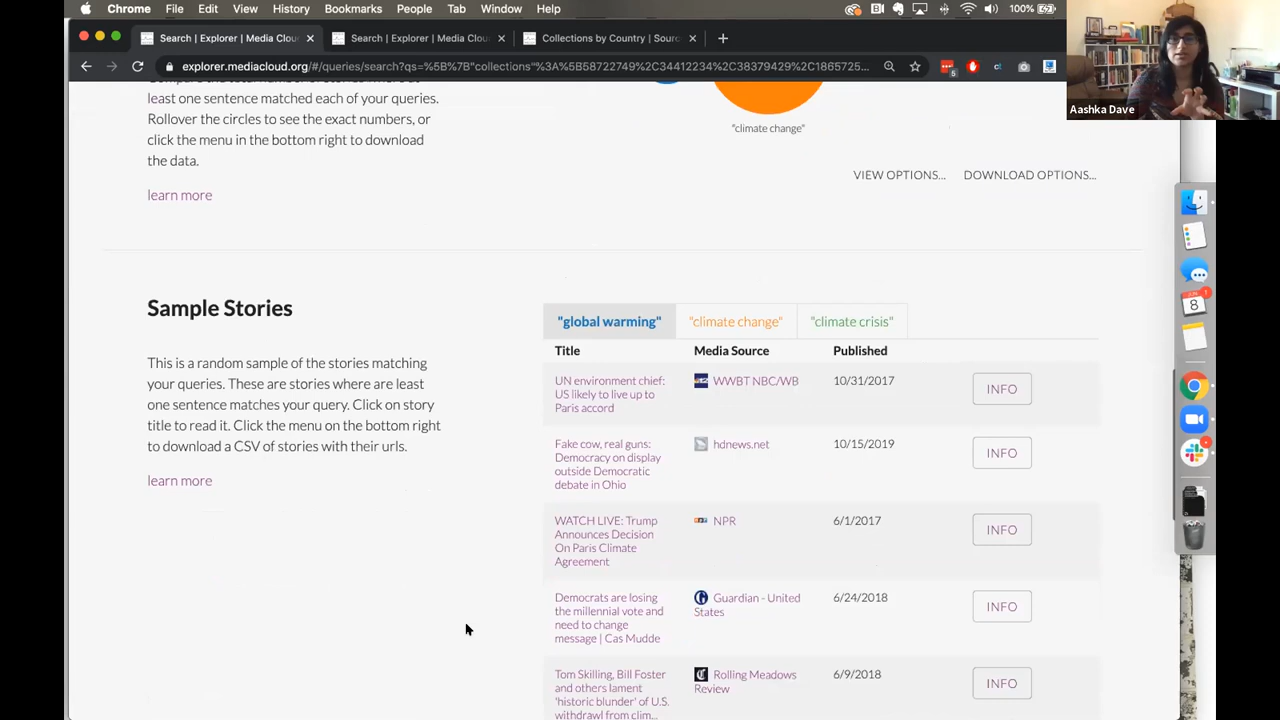 Chrome File Edit View History Bookmarks People Tab Window Help 100%
Search | Explorer | Media Clou × Search | × Collections by Country | Sourc × +
explorer.mediacloud.org/#/queries/search?qs=%5B%7B"collections"%3A%5B58722749%2C34412234%2C38379429%2C1865725...
Aashka Dave
least one sentence matched each of your queries.
Rollover the circles to see the exact numbers, or
click the menu in the bottom right to download
the data.
learn more
"climate change"
VIEW OPTIONS... DOWNLOAD OPTIONS...
Sample Stories
This is a random sample of the stories matching
your queries. These are stories where are least
one sentence matches your query. Click on story
title to read it. Click the menu on the bottom right
to download a CSV of stories with their urls.
learn more
"global warming" "climate change" "climate crisis"
Title Media Source Published
UN environment chief:
US likely to live up to
Paris accord
WWBT NBC/WB
10/31/2017
INFO
Fake cow, real guns:
Democracy on display
outside Democratic
debate in Ohio
hdnews.net
10/15/2019
INFO
WATCH LIVE: Trump
Announces Decision
On Paris Climate
Agreement
NPR
6/1/2017
INFO
Democrats are losing
the millennial vote and
need to change
message | Cas Mudde
Guardian - United
States
6/24/2018
INFO
Tom Skilling, Bill Foster
and others lament
'historic blunder' of U.S.
withdrawal from clim...
Rolling Meadows
Review
6/9/2018
INFO
JUN
8